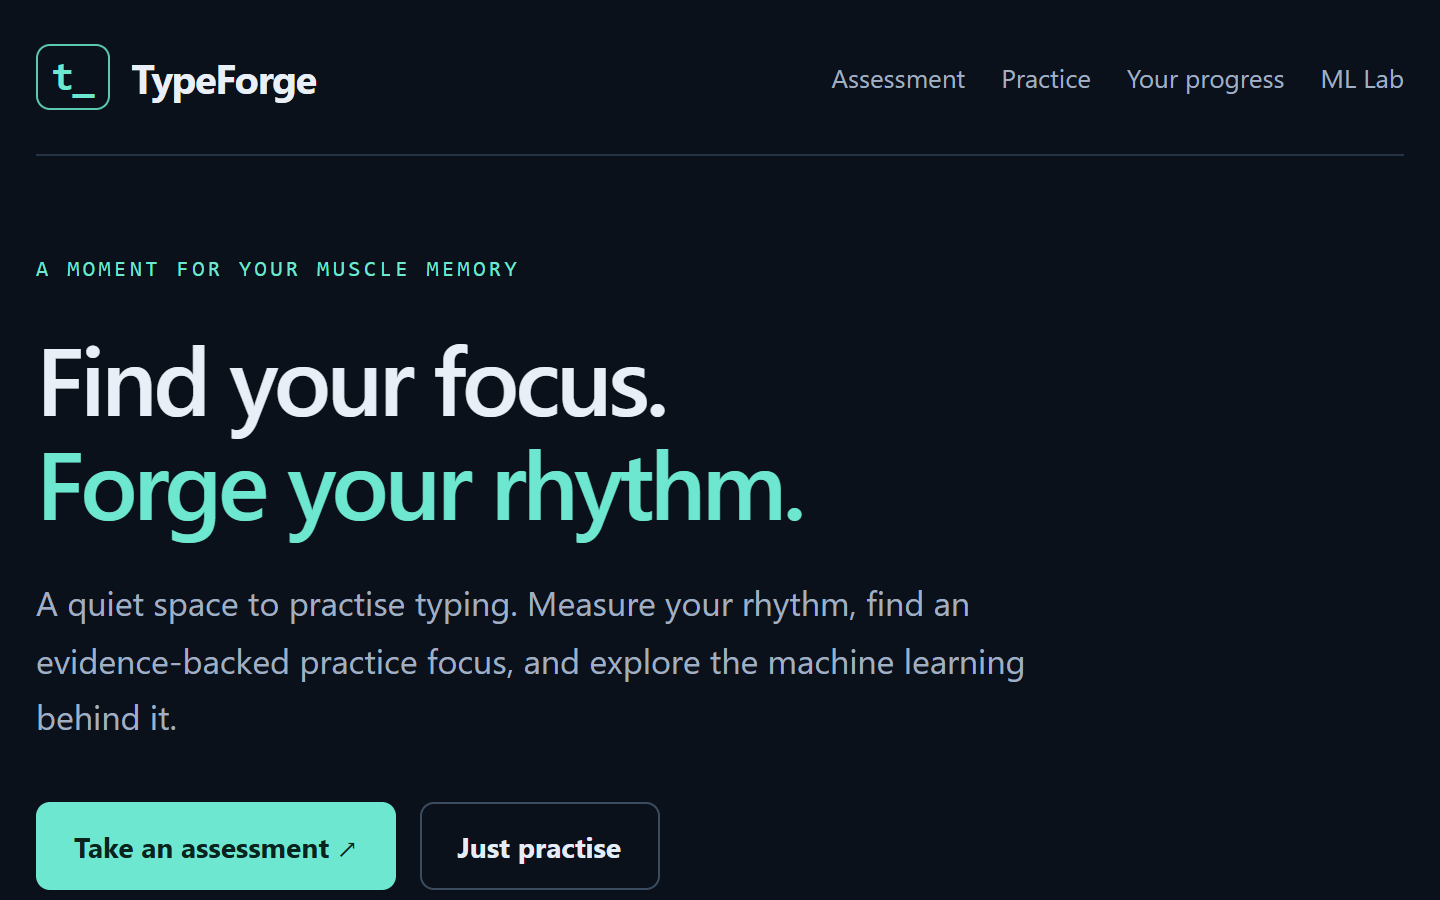 t_ TypeForge Assessment Practice Your progress ML Lab
A MOMENT FOR YOUR MUSCLE MEMORY
Find your focus.
Forge your rhythm.
A quiet space to practise typing. Measure your rhythm, find an
evidence-backed practice focus, and explore the machine learning
behind it.
Take an assessment ↗ Just practise